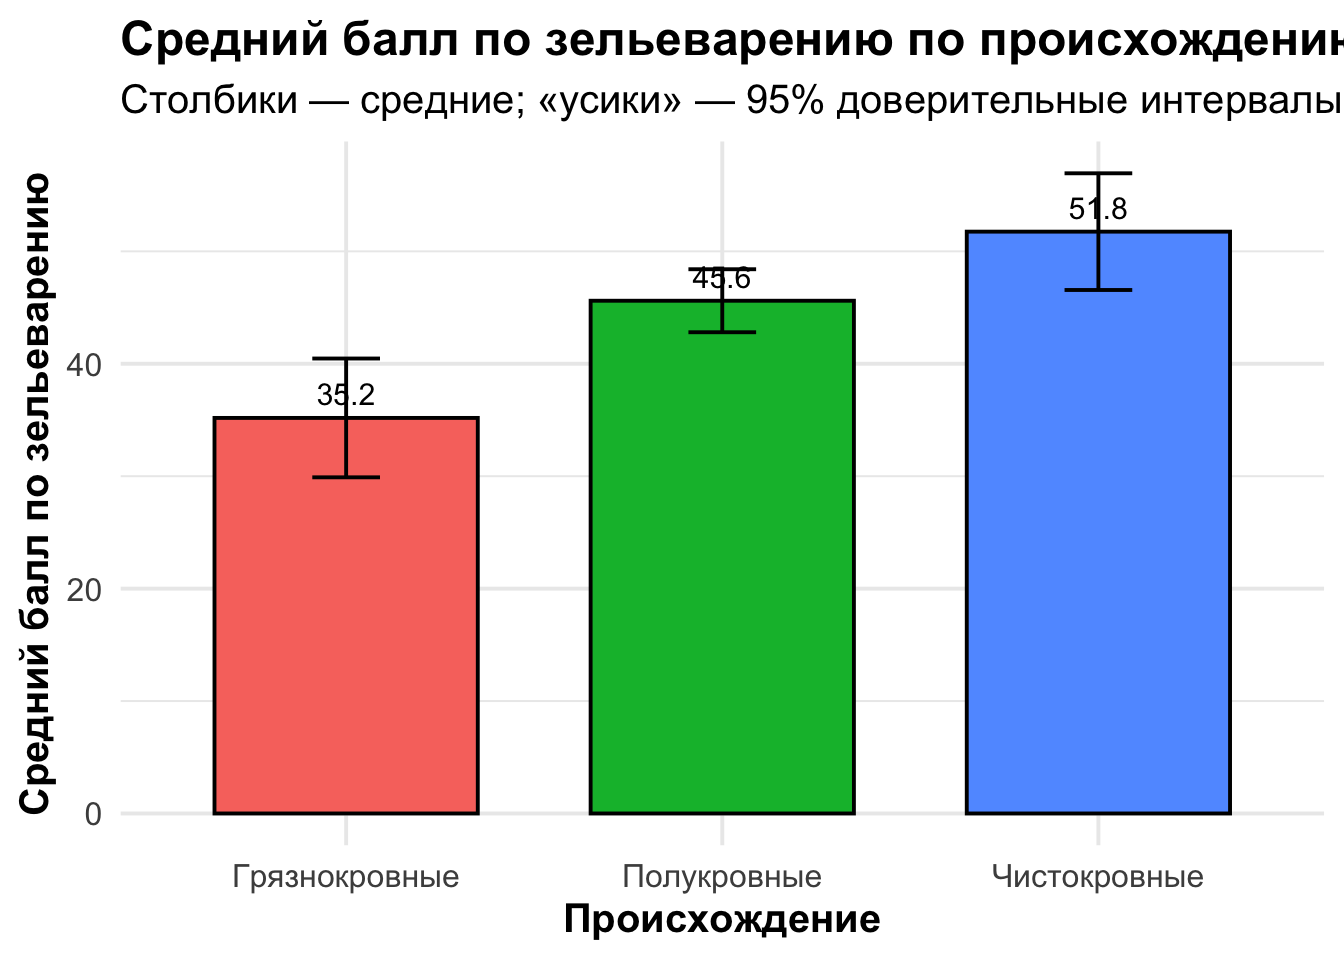 Средний балл по зельеварению по происхождени
Столбики — средние; «усики» — 95% доверительные интервалы
Средний балл по зельеварению
51.8
45.6
35.2
40
20
0
Грязнокровные Полукровные Чистокровные
Происхождение